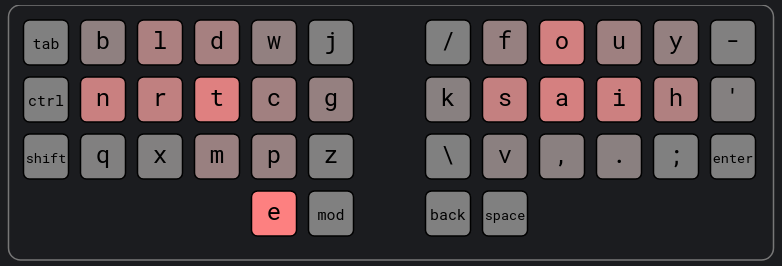 tab b l d w j / f o u y -
ctrl n r t c g k s a i h '
shift q x m p z \ v , . ; enter
e mod back space